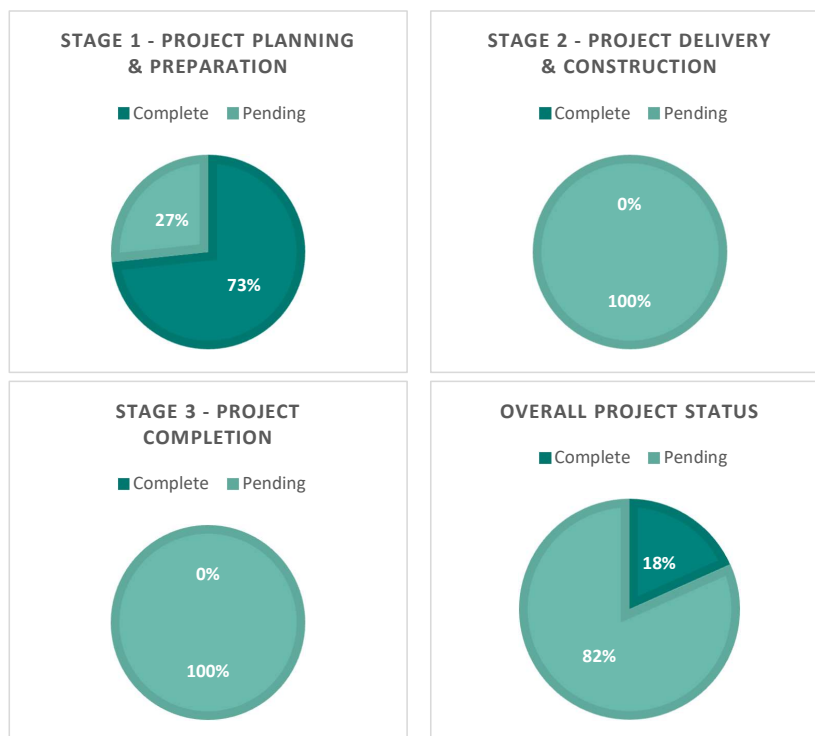 STAGE 1 - PROJECT PLANNING
& PREPARATION
Complete Pending
27%
73%
STAGE 2 - PROJECT DELIVERY
& CONSTRUCTION
Complete Pending
0%
100%
STAGE 3 - PROJECT
COMPLETION
Complete Pending
0%
100%
OVERALL PROJECT STATUS
Complete Pending
18%
82%